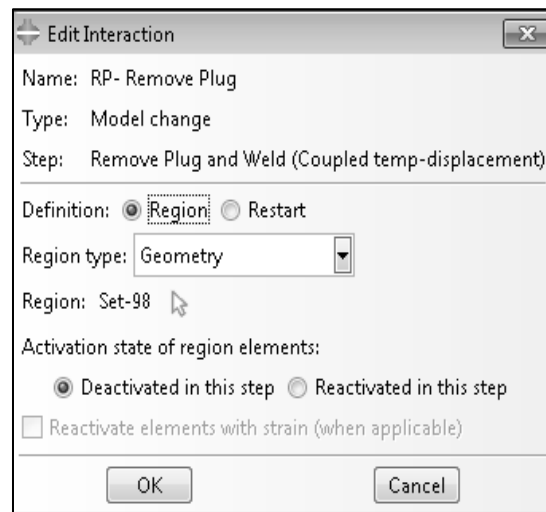 Edit Interaction
Name: RP- Remove Plug
Type: Model change
Step: Remove Plug and Weld (Coupled temp-displacement)
Definition: Region Restart
Region type: Geometry
Region: Set-98
Activation state of region elements:
Deactivated in this step Reactivated in this step
Reactivate elements with strain (when applicable)
OK Cancel